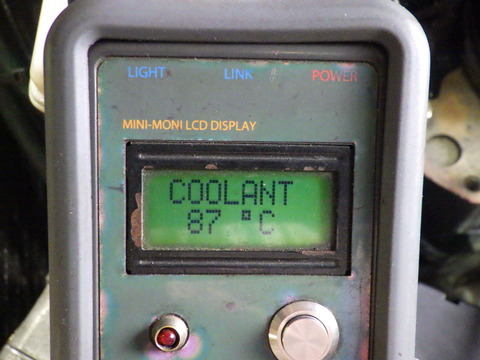 LIGHT LINK POWER
MINI-MONI LCD DISPLAY
COOLANT
87 °C